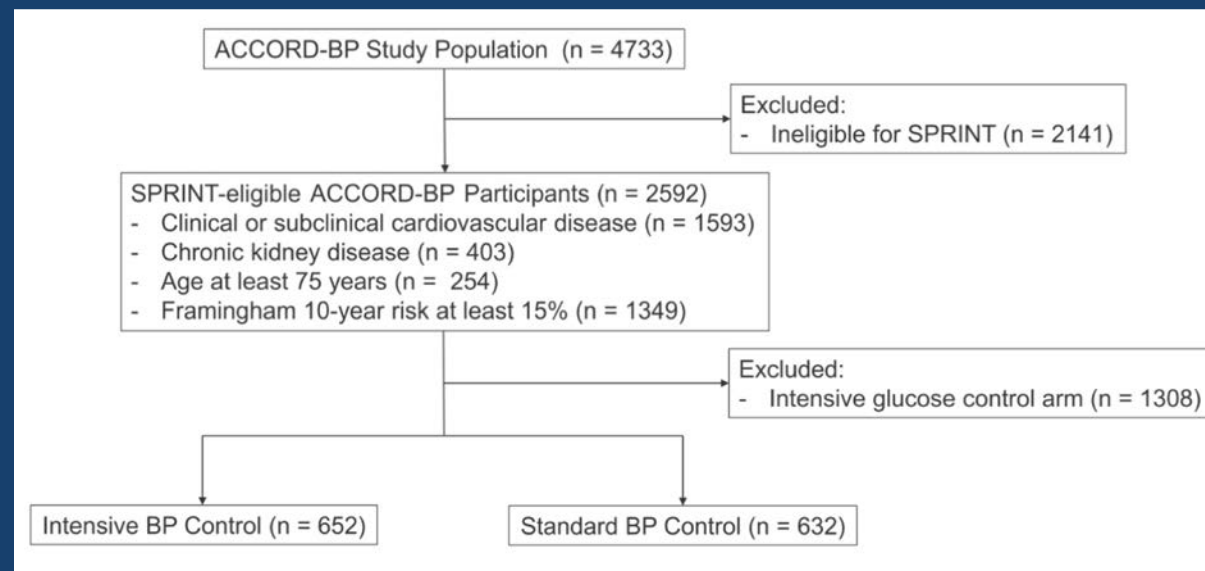 ACCORD-BP Study Population (n = 4733)
Excluded:
- Ineligible for SPRINT (n = 2141)
SPRINT-eligible ACCORD-BP Participants (n = 2592)
- Clinical or subclinical cardiovascular disease (n = 1593)
- Chronic kidney disease (n = 403)
- Age at least 75 years (n = 254)
- Framingham 10-year risk at least 15% (n = 1349)
Excluded:
- Intensive glucose control arm (n = 1308)
Intensive BP Control (n = 652)
Standard BP Control (n = 632)